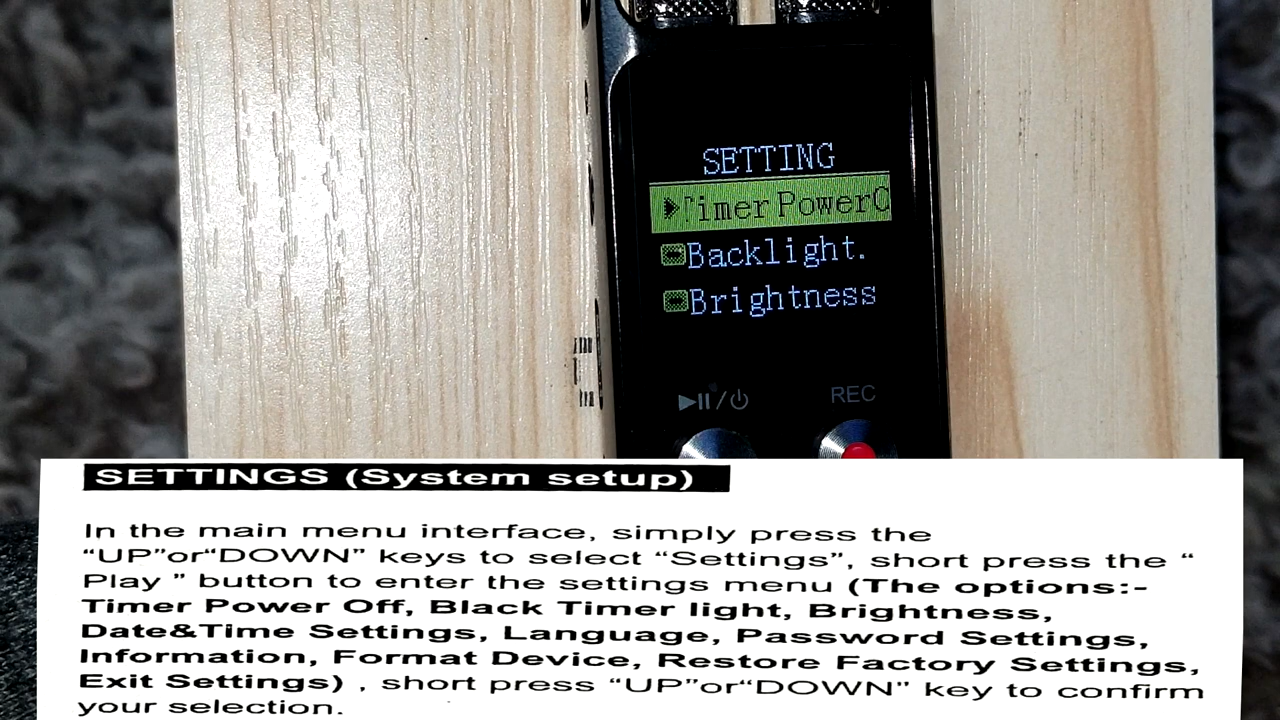 SETTING
Timer PowerO
Backlight.
Brightness
REC
SETTINGS (System setup)
In the main menu interface, simply press the
“UP”or“DOWN” keys to select “Settings”, short press the “
Play ” button to enter the settings menu (The options:-
Timer Power Off, Black Timer light, Brightness,
Date&Time Settings, Language, Password Settings,
Information, Format Device, Restore Factory Settings,
Exit Settings) , short press “UP”or“DOWN” key to confirm
your selection.